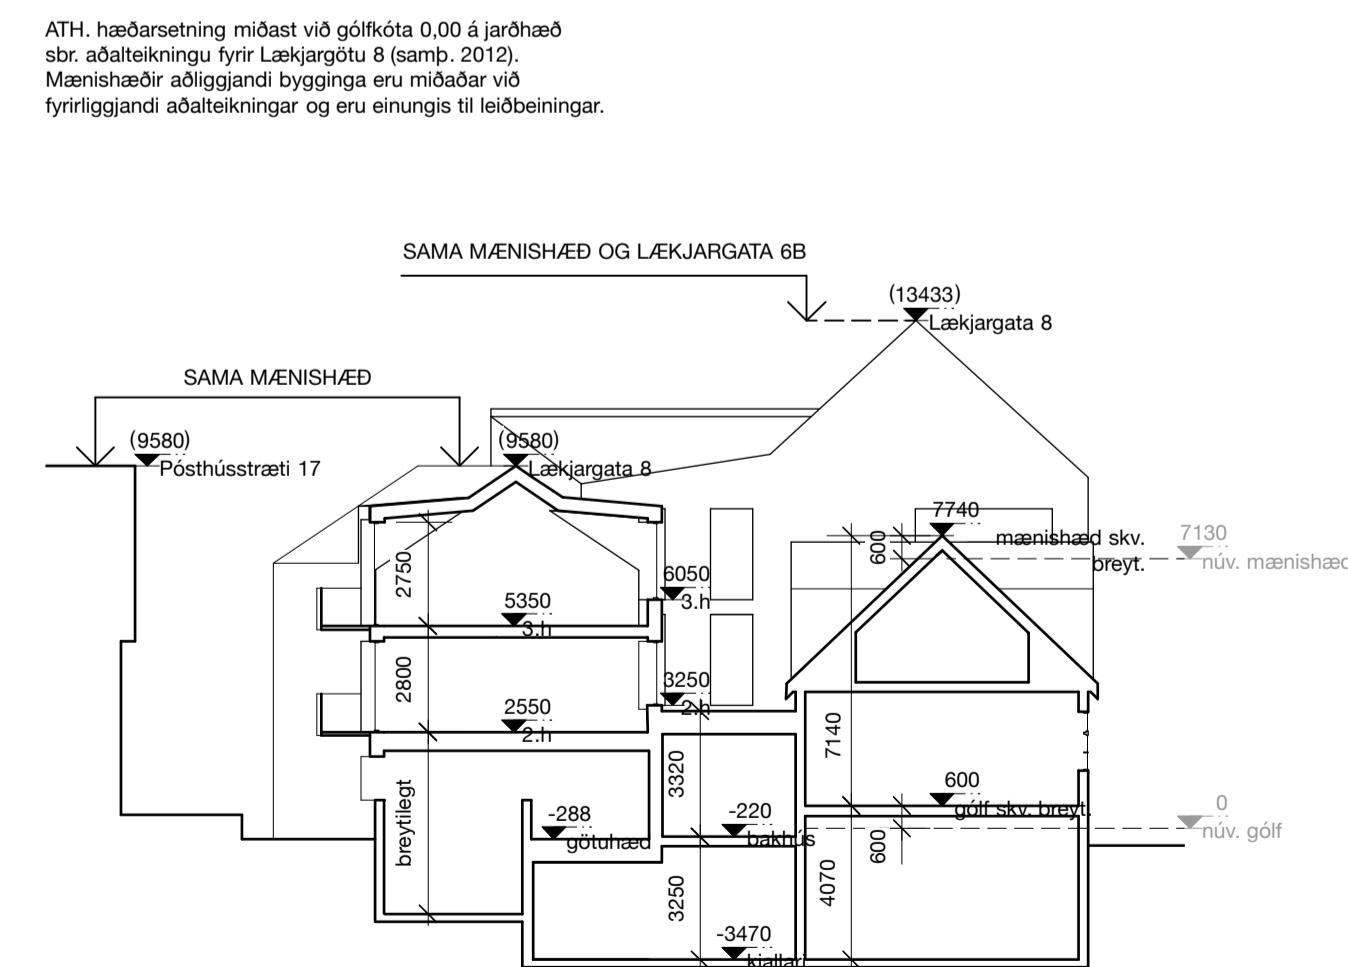 ATH. hæðarsetning miðast við gólfkóta 0,00 á jarðhæð
sbr. aðalteikningu fyrir Lækjargötu 8 (samþ. 2012).
Mænishæðir aðliggjandi bygginga eru miðaðar við
fyrirliggjandi aðalteikningar og eru einungis til leiðbeiningar.
SAMA MÆNISHÆÐ OG LÆKJARGATA 6B
(13433)
Lækjargata 8
SAMA MÆNISHÆÐ
(9580)
Pósthússtræti 17
(9580)
Lækjargata 8
7740
mænishæð skv.
breyt.
7130
núv. mænishæð
600
2750
6050
3.h
5350
3.h
2800
3250
2.h
2550
2.h
7140
3320
breytilegt
600
gólf skv. breyt.
0
núv. gólf
-288
götuhæð
-220
bakhús
600
4070
3250
-3470
kjallari